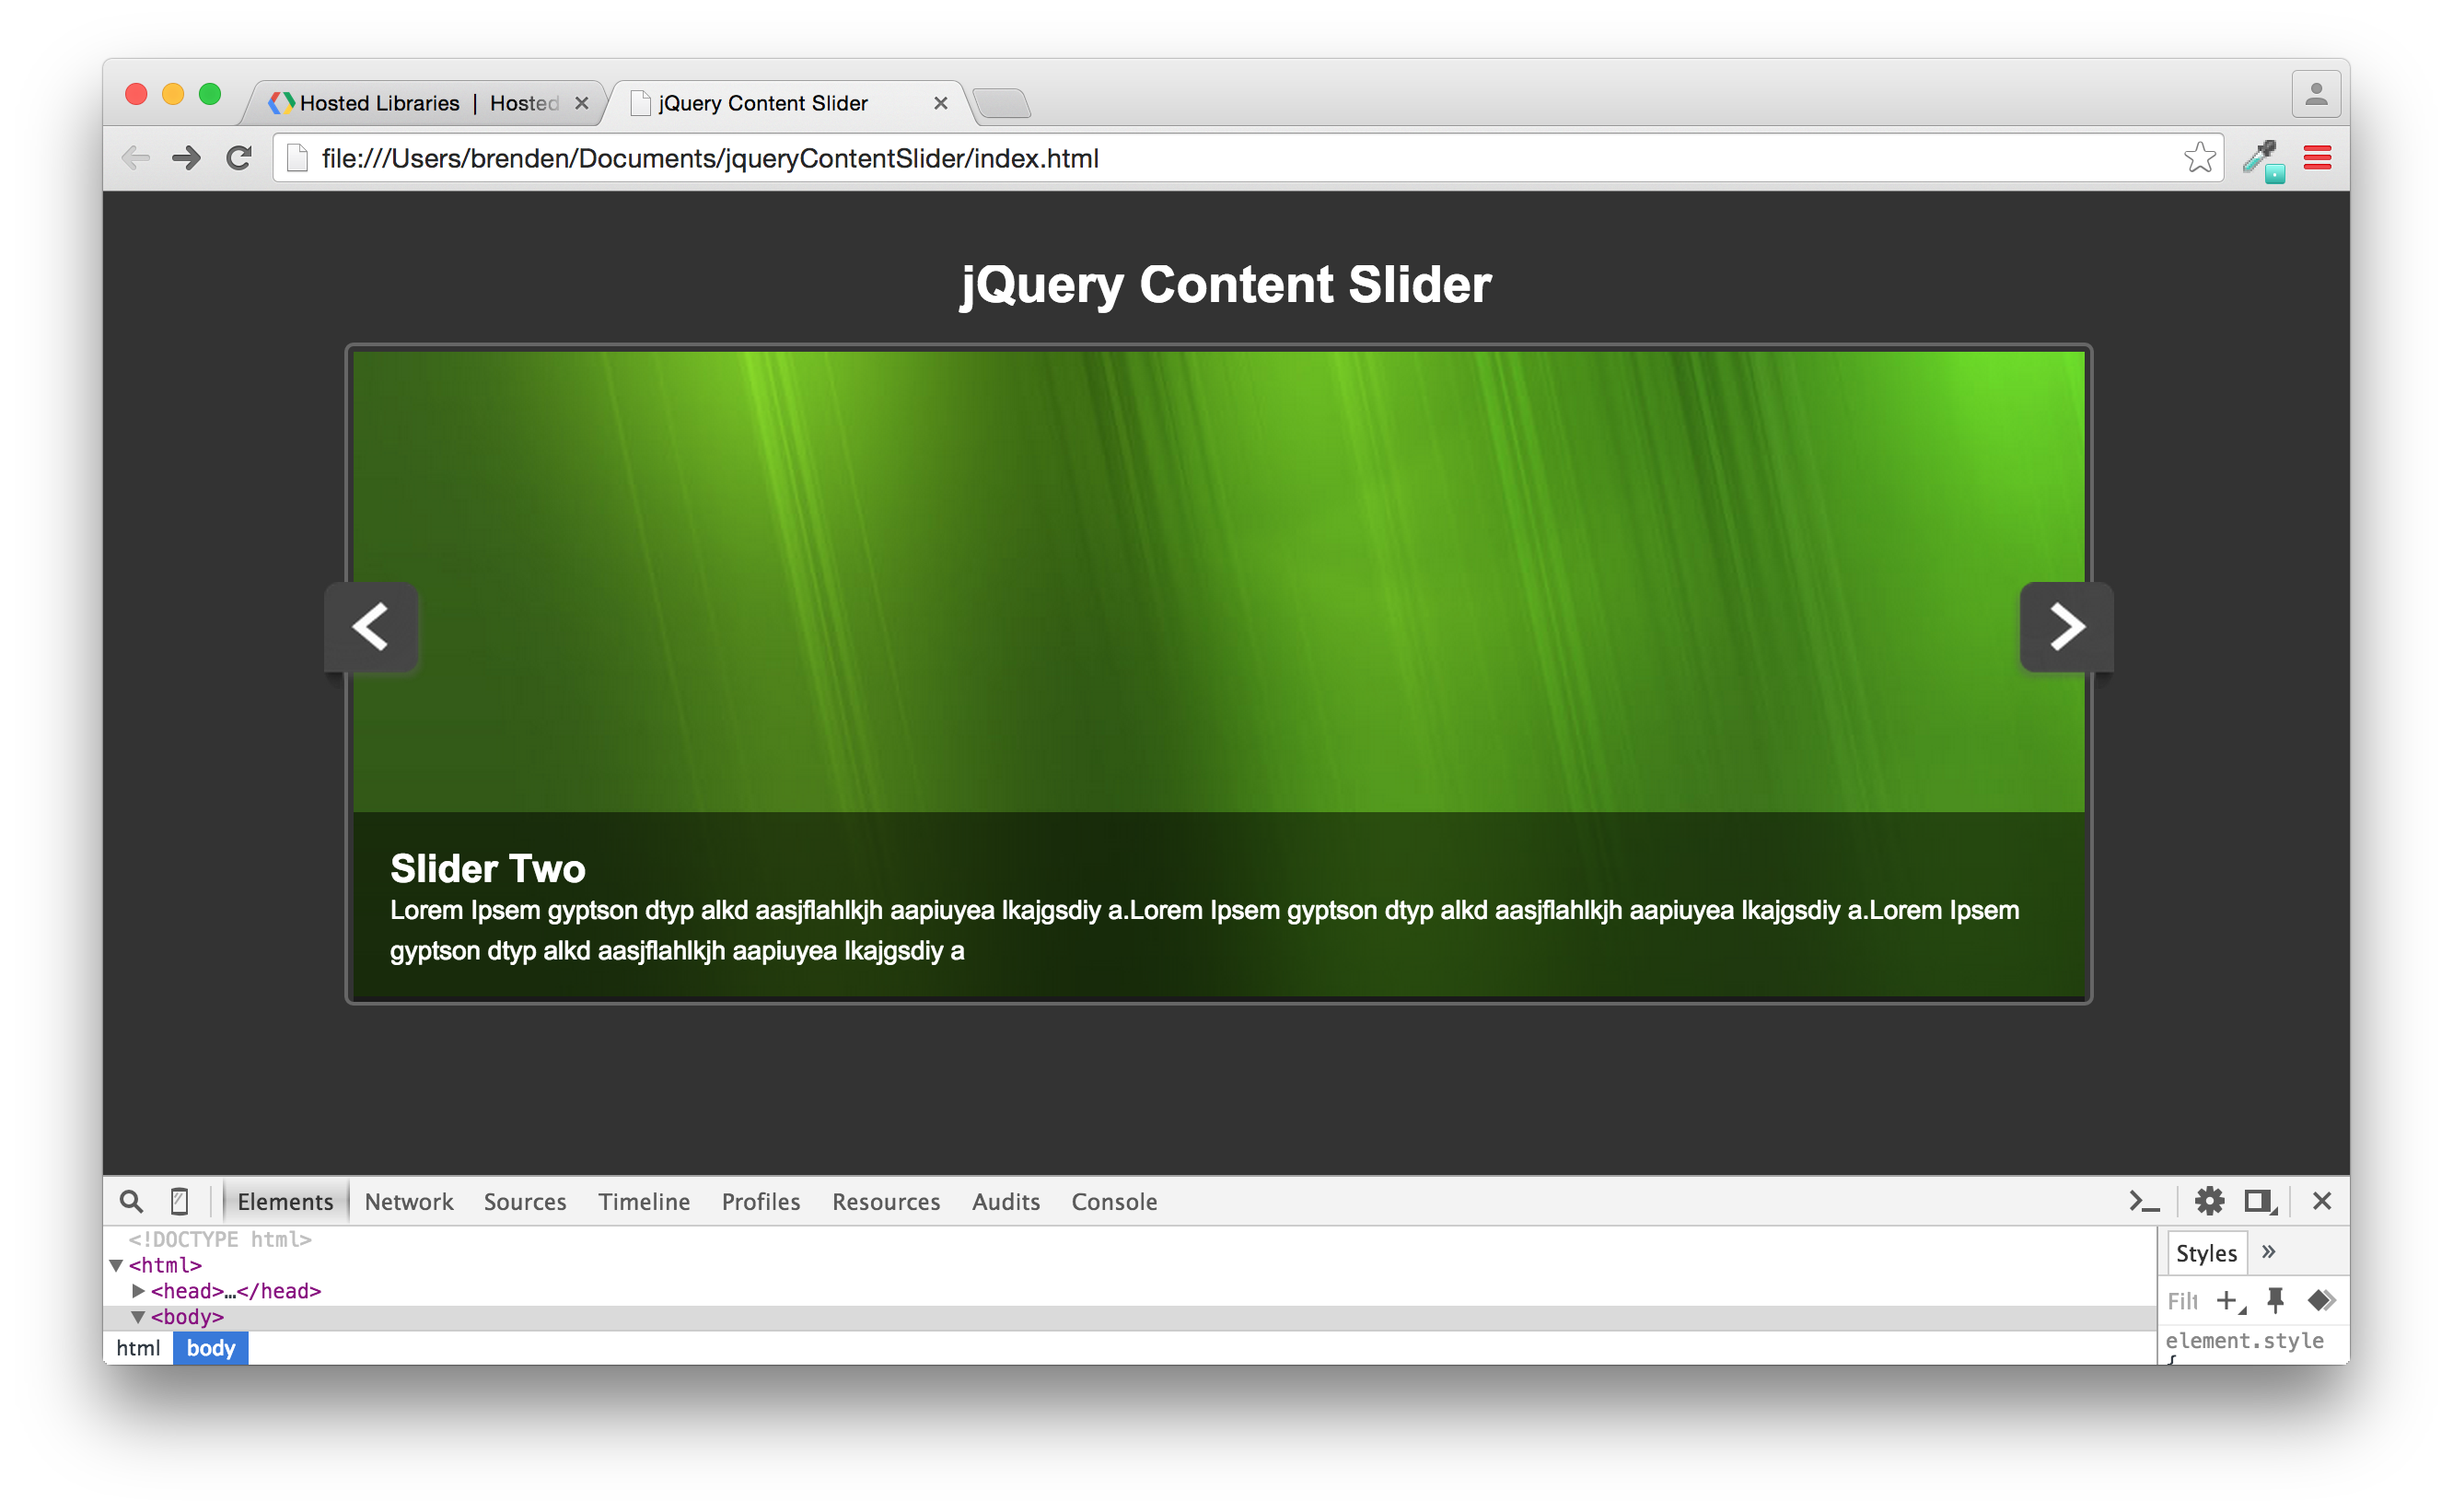 Hosted Libraries | Hosted
jQuery Content Slider
file:///Users/brenden/Documents/jqueryContentSlider/index.html
jQuery Content Slider
Slider Two
Lorem Ipsem gyptson dtyp alkd aasjflahlkjh aapiuyea lkajgsdiy a.Lorem Ipsem gyptson dtyp alkd aasjflahlkjh aapiuyea lkajgsdiy a.Lorem Ipsem
gyptson dtyp alkd aasjflahlkjh aapiuyea lkajgsdiy a
Elements Network Sources Timeline Profiles Resources Audits Console
<!DOCTYPE html>
<html>
<head>…</head>
<body>
html body
Styles »
Filt
element.style
{